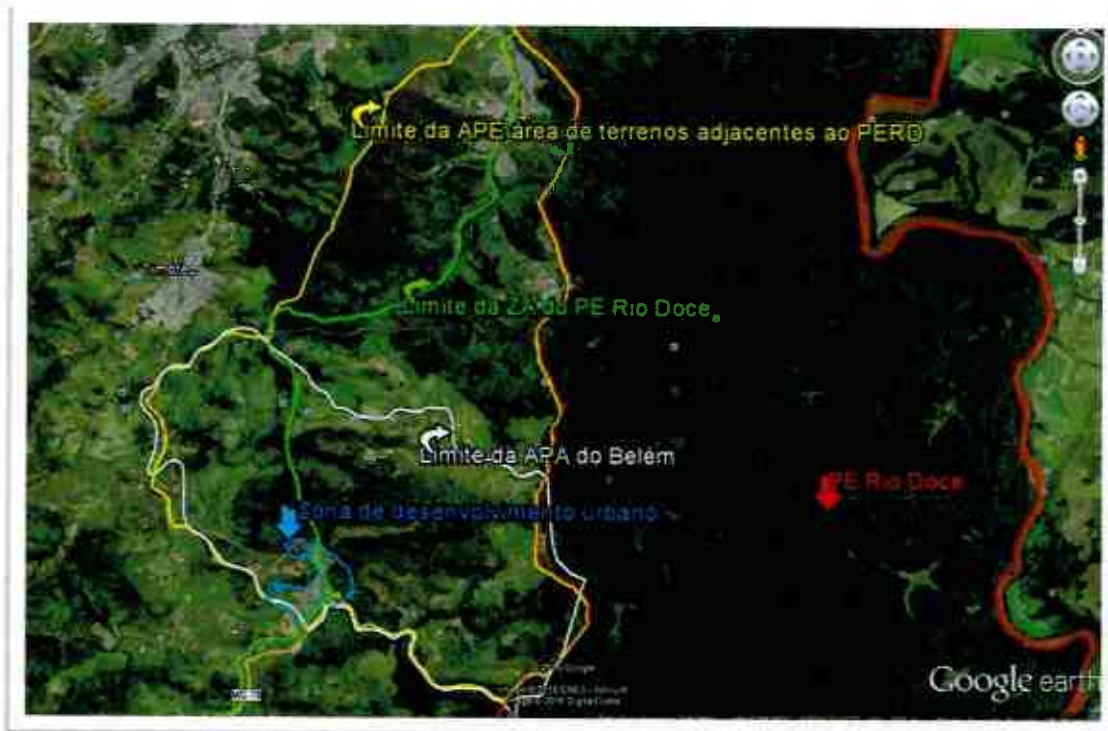 Limite da APE área de terrenos adjacentes ao PERD
Limite da ZA do PE Rio Doce
Limite da APA do Belém
PE Rio Doce
Zona de desenvolvimento urbano
Google earth